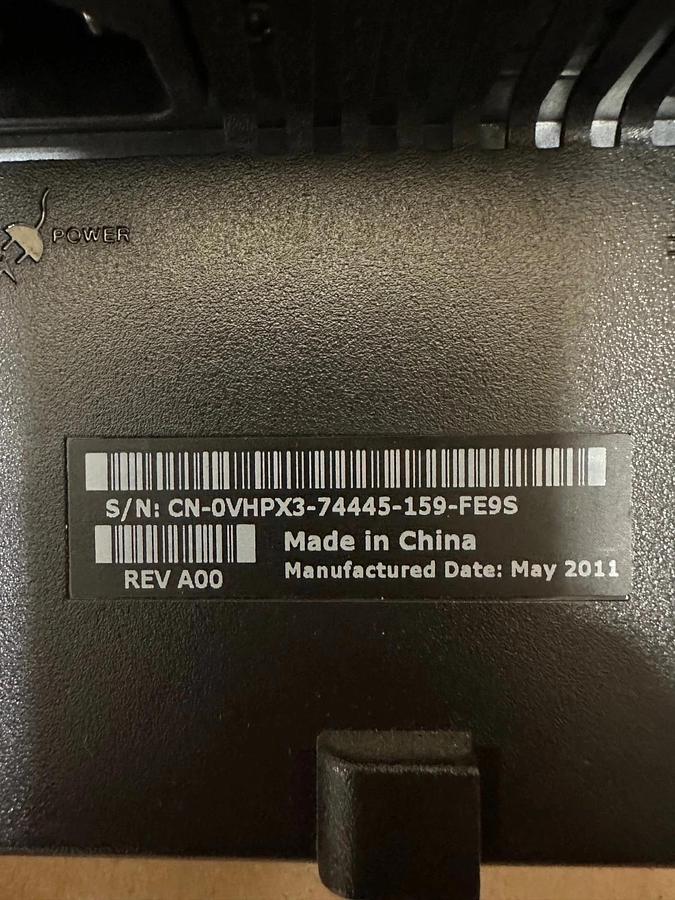 POWER
S/N: CN-0VHPX3-74445-159-FE9S
Made in China
REV A00
Manufactured Date: May 2011